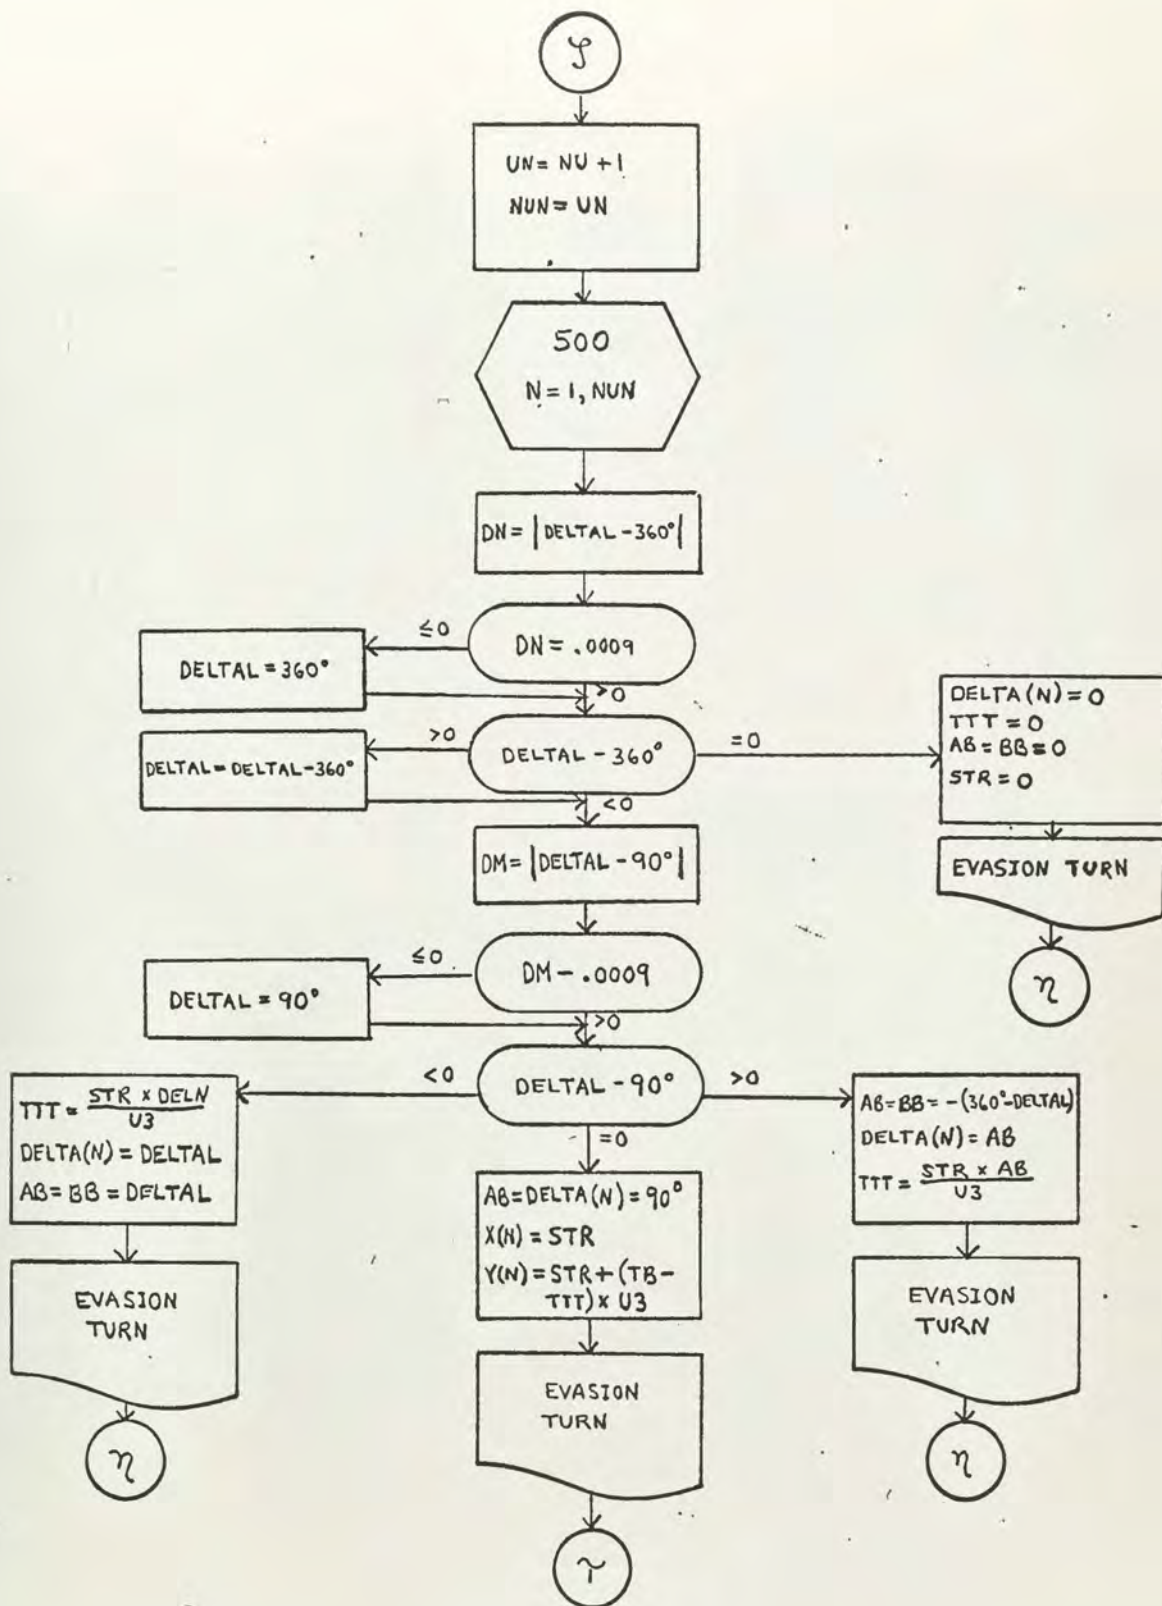 UN = NU + 1
NUN = UN
500
N = 1, NUN
DN = |DELTAL - 360°|
≤0
DN = .0009
DELTAL = 360°
>0
DELTA(N) = 0
TTT = 0
AB = BB = 0
STR = 0
>0
DELTAL - 360°
=0
DELTAL = DELTAL - 360°
<0
DM = |DELTAL - 90°|
EVASION TURN
η
≤0
DM - .0009
DELTAL = 90°
>0
<0
DELTAL - 90°
>0
TTT = STR x DELN / U3
DELTA(N) = DELTAL
AB = BB = DELTAL
=0
AB = DELTA(N) = 90°
X(N) = STR
Y(N) = STR + (TB -
TTT) x U3
AB = BB = -(360° - DELTAL)
DELTA(N) = AB
TTT = STR x AB / U3
EVASION
TURN
EVASION
TURN
EVASION
TURN
η
η